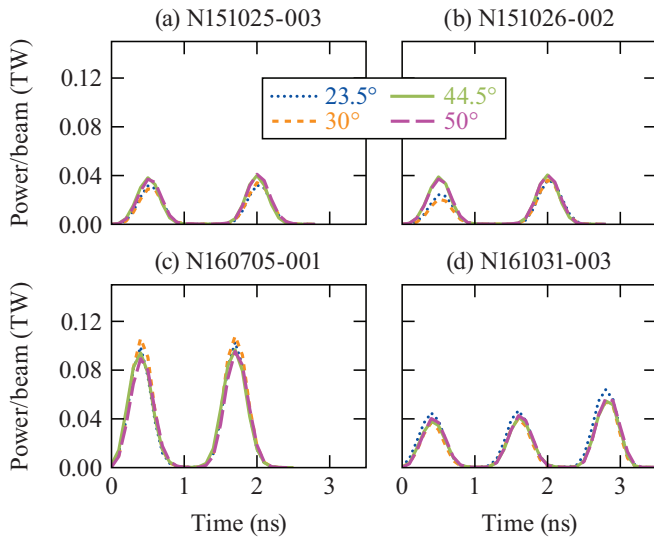 (a) N151025-003
(b) N151026-002
Power/beam (TW)
0.12
0.08
0.04
0.00
23.5°
44.5°
30°
50°
(c) N160705-001
(d) N161031-003
Power/beam (TW)
0.12
0.08
0.04
0.00
0 1 2 3
0 1 2 3
Time (ns)
Time (ns)